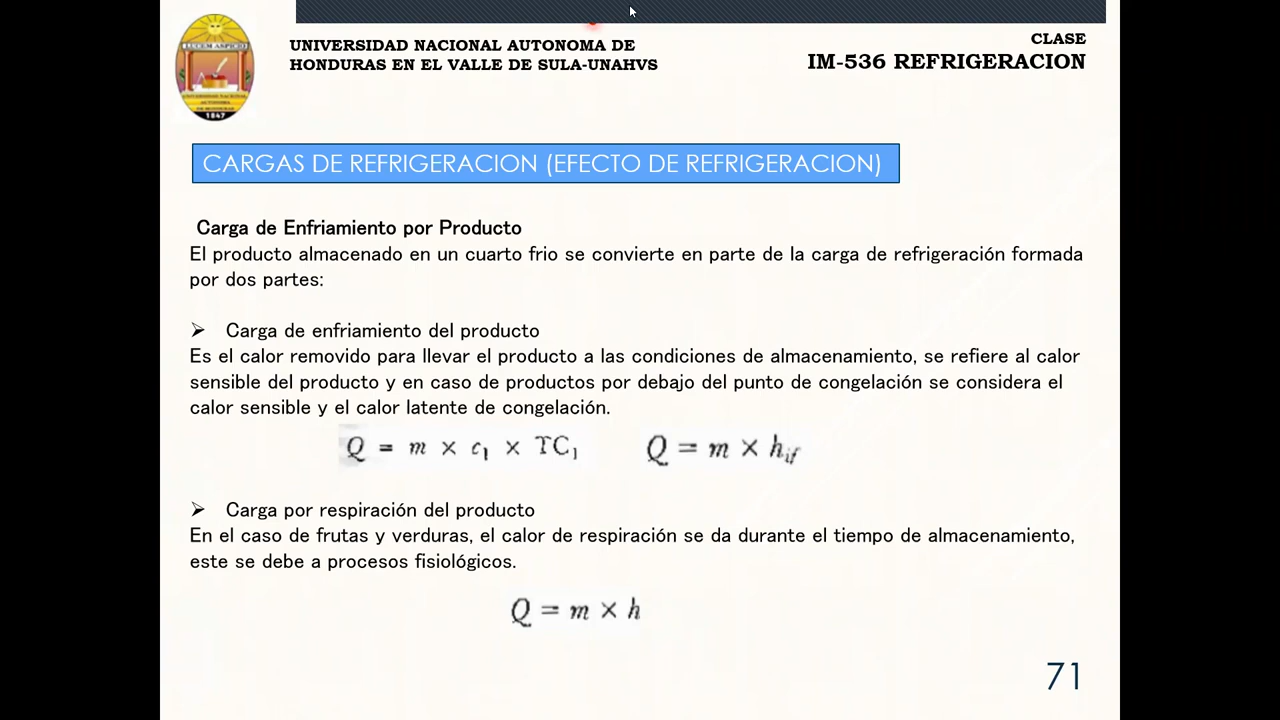 LUCEM ASPICIO
1847
UNIVERSIDAD NACIONAL AUTONOMA DE
HONDURAS EN EL VALLE DE SULA-UNAHVS
CLASE
IM-536 REFRIGERACION
CARGAS DE REFRIGERACION (EFECTO DE REFRIGERACION)
Carga de Enfriamiento por Producto
El producto almacenado en un cuarto frio se convierte en parte de la carga de refrigeración formada
por dos partes:
➢ Carga de enfriamiento del producto
Es el calor removido para llevar el producto a las condiciones de almacenamiento, se refiere al calor
sensible del producto y en caso de productos por debajo del punto de congelación se considera el
calor sensible y el calor latente de congelación.
Q = m × c₁ × TC₁
Q = m × h_if
➢ Carga por respiración del producto
En el caso de frutas y verduras, el calor de respiración se da durante el tiempo de almacenamiento,
este se debe a procesos fisiológicos.
Q = m × h
71